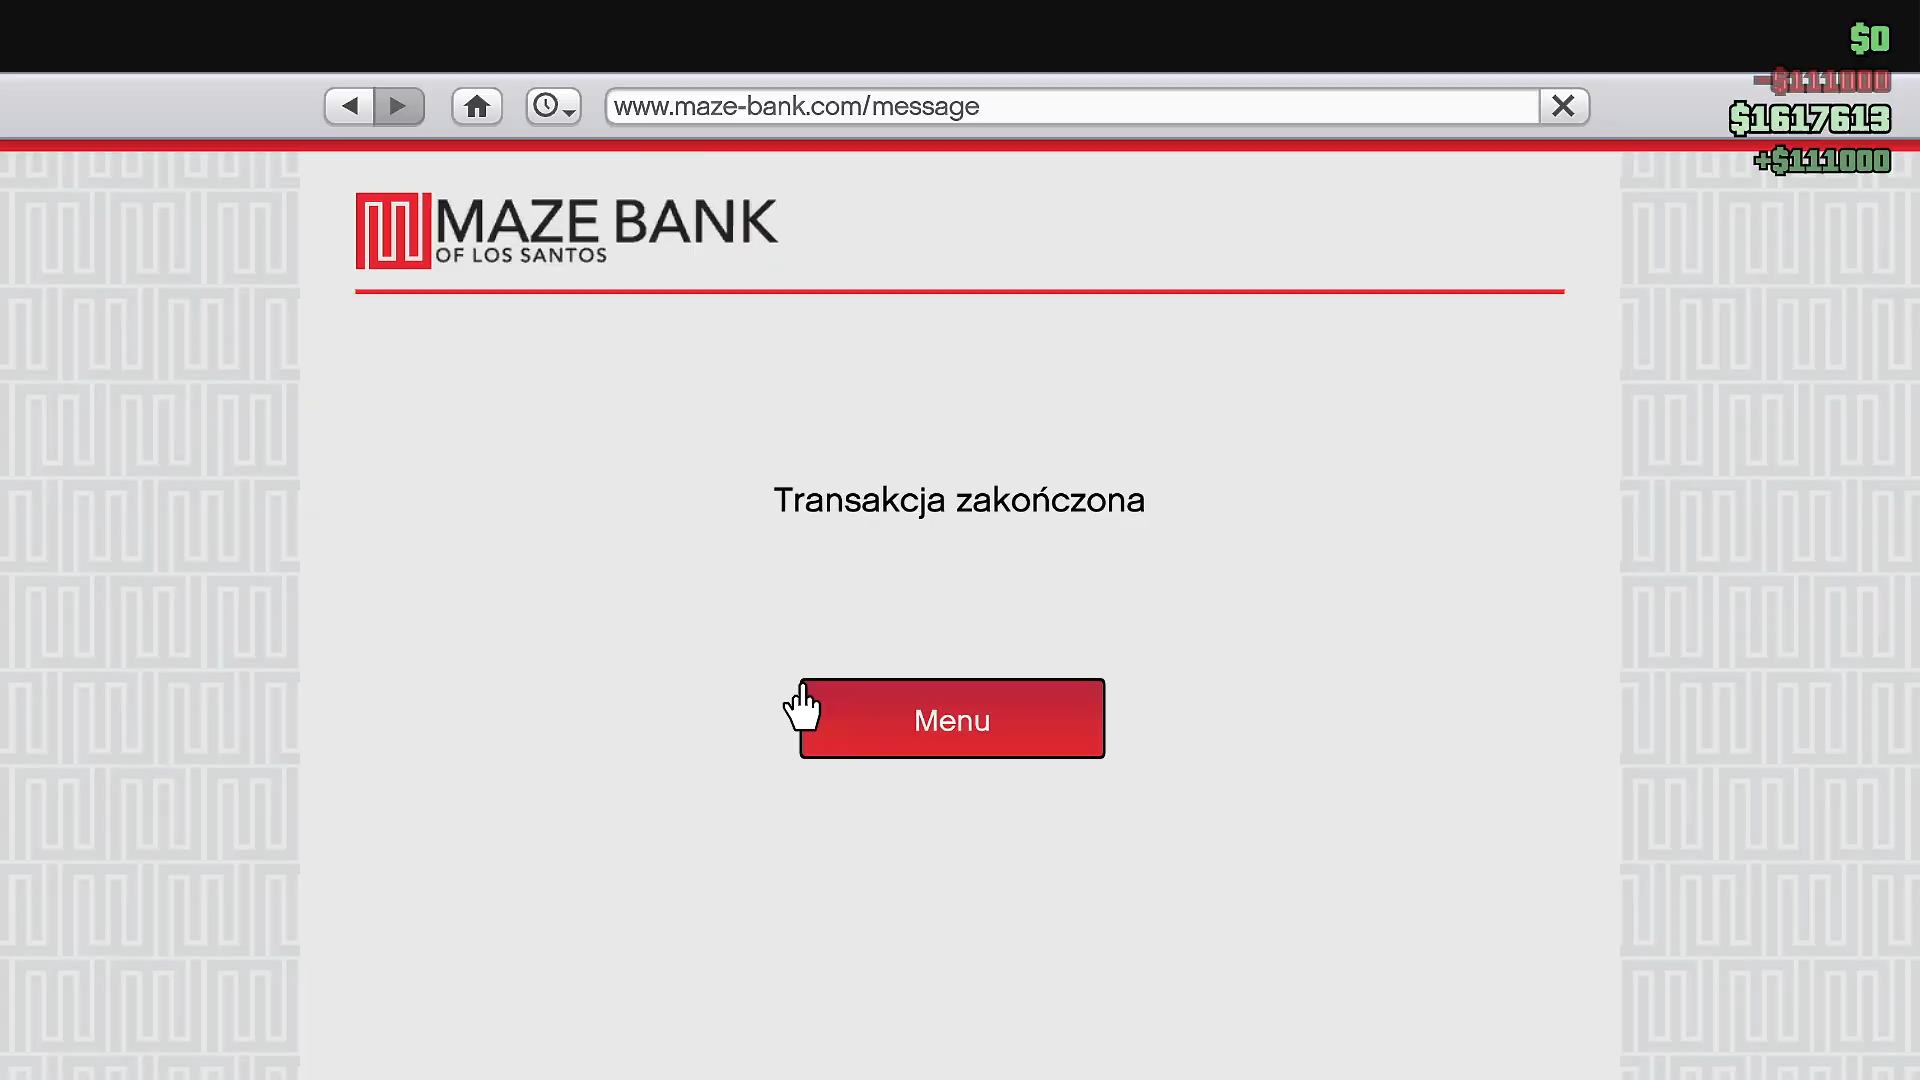 $0
-$111000
www.maze-bank.com/message
$1617613
+$111000
MAZE BANK
OF LOS SANTOS
Transakcja zakończona
Menu